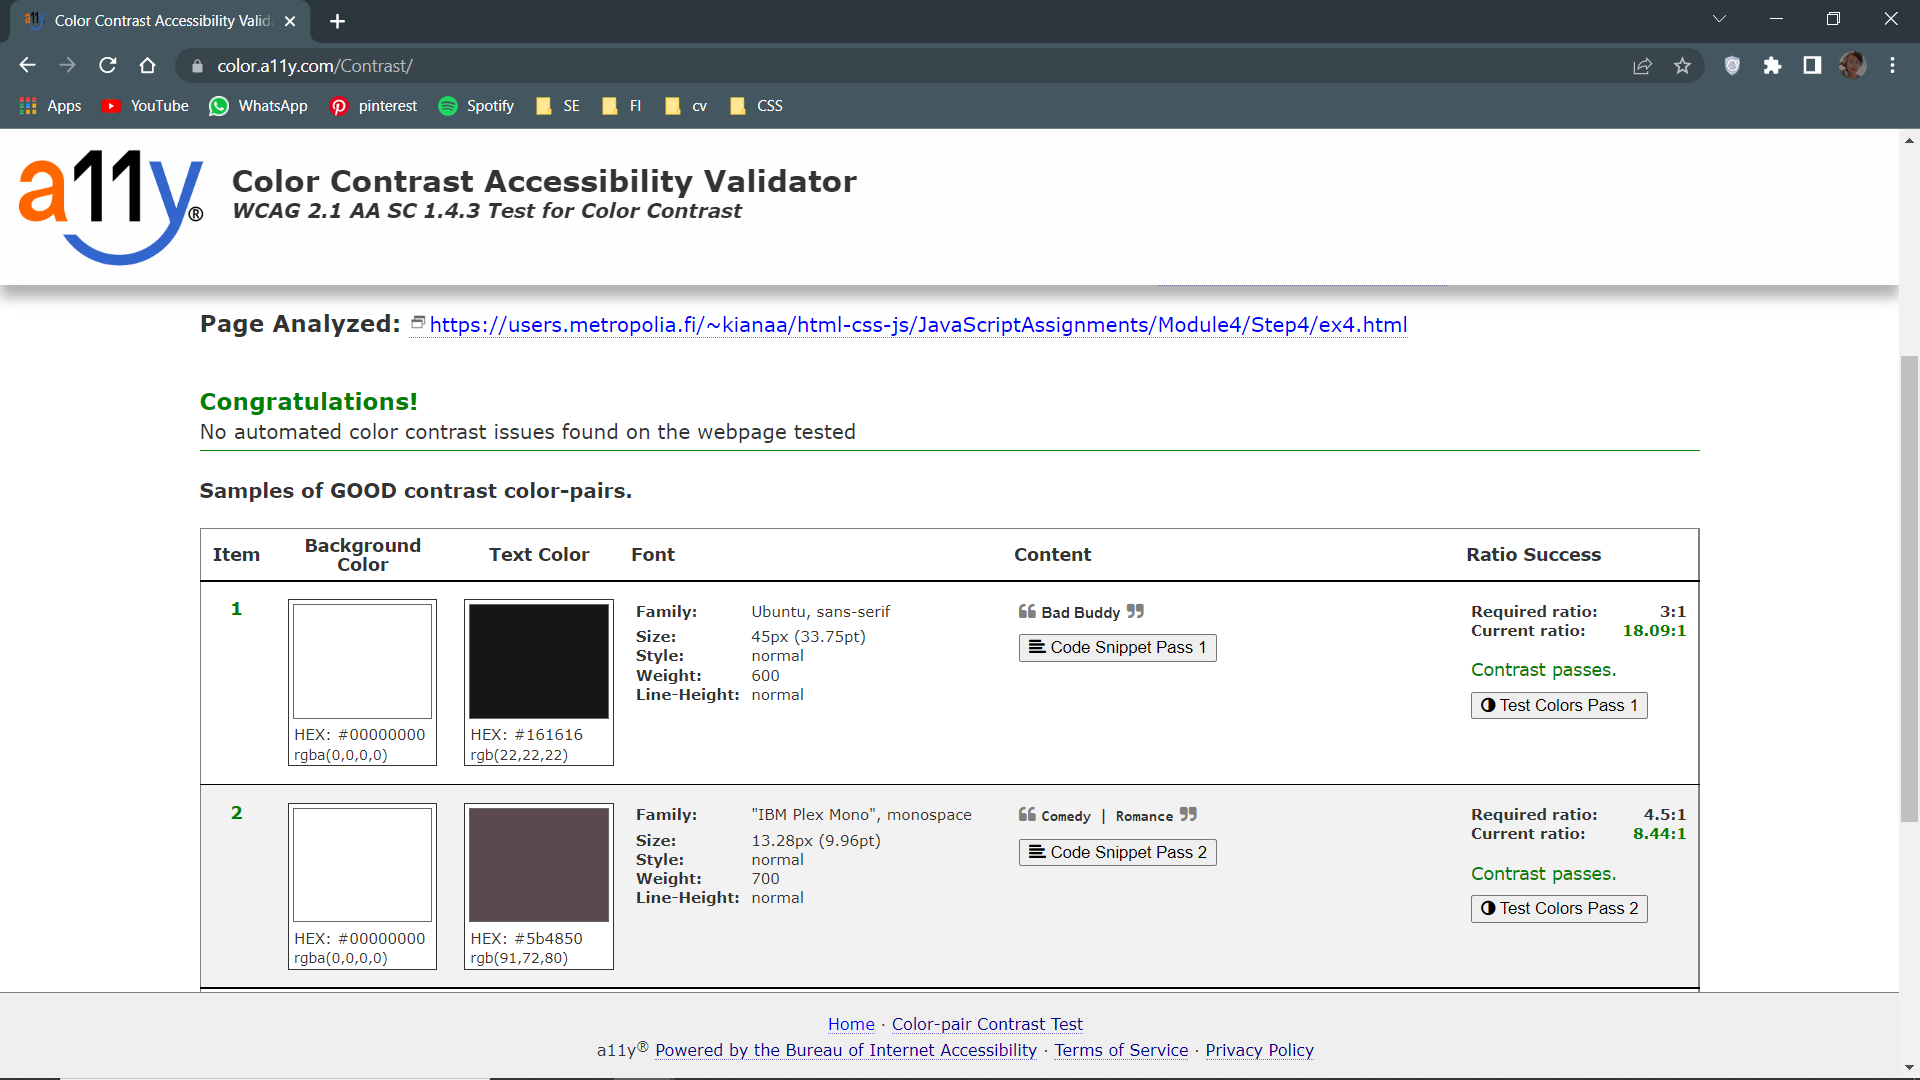 a11y Color Contrast Accessibility Valid
color.a11y.com/Contrast/
Apps YouTube WhatsApp pinterest Spotify SE FI cv CSS
a11y®
Color Contrast Accessibility Validator
WCAG 2.1 AA SC 1.4.3 Test for Color Contrast
Page Analyzed: https://users.metropolia.fi/~kianaa/html-css-js/JavaScriptAssignments/Module4/Step4/ex4.html
Congratulations!
No automated color contrast issues found on the webpage tested
Samples of GOOD contrast color-pairs.
Item Background Color Text Color Font Content Ratio Success
1
HEX: #00000000
rgba(0,0,0,0)
HEX: #161616
rgb(22,22,22)
Family: Ubuntu, sans-serif
Size: 45px (33.75pt)
Style: normal
Weight: 600
Line-Height: normal
❝ Bad Buddy ❞
Code Snippet Pass 1
Required ratio: 3:1
Current ratio: 18.09:1
Contrast passes.
Test Colors Pass 1
2
HEX: #00000000
rgba(0,0,0,0)
HEX: #5b4850
rgb(91,72,80)
Family: "IBM Plex Mono", monospace
Size: 13.28px (9.96pt)
Style: normal
Weight: 700
Line-Height: normal
❝ Comedy | Romance ❞
Code Snippet Pass 2
Required ratio: 4.5:1
Current ratio: 8.44:1
Contrast passes.
Test Colors Pass 2
Home · Color-pair Contrast Test
a11y® Powered by the Bureau of Internet Accessibility · Terms of Service · Privacy Policy